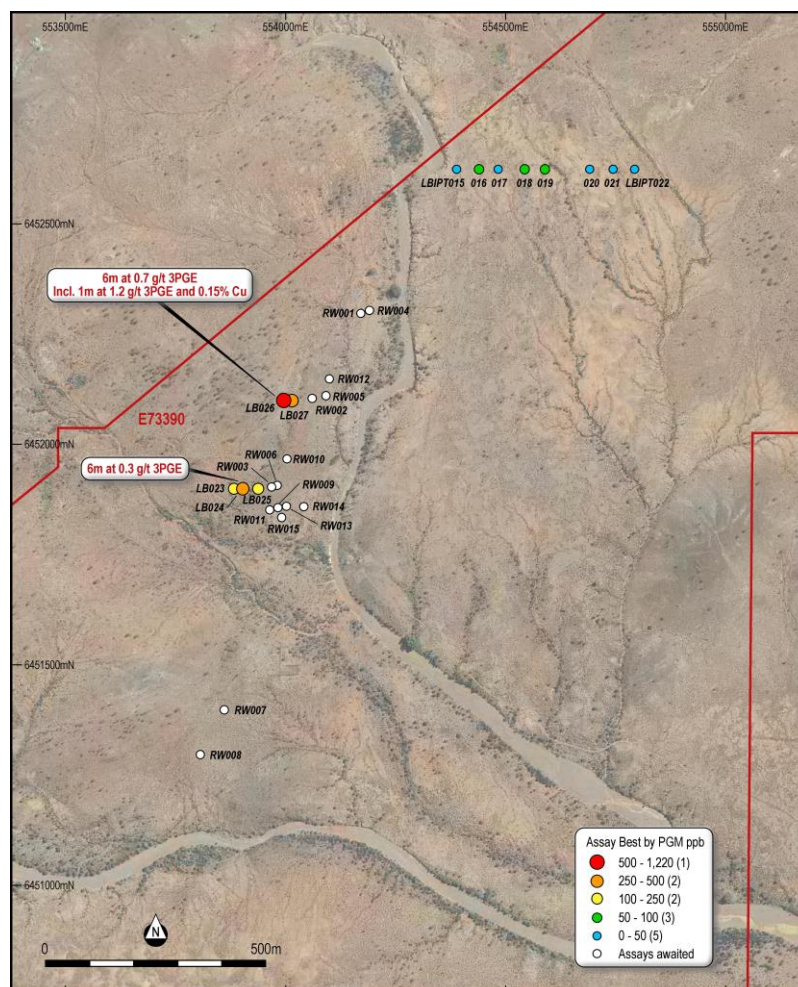 553500mE
554000mE
554500mE
555000mE
LBIPT015 016 017 018 019 020 021 LBIPT022
6452500mN
6m at 0.7 g/t 3PGE
Incl. 1m at 1.2 g/t 3PGE and 0.15% Cu
RW001
RW004
RW012
RW005
LB026
LB027
RW002
E73390
6452000mN
RW006
RW010
6m at 0.3 g/t 3PGE
RW003
RW009
LB023
LB025
LB024
RW014
RW011
RW013
RW015
6451500mN
RW007
RW008
6451000mN
Assay Best by PGM ppb
500 - 1,220 (1)
250 - 500 (2)
100 - 250 (2)
50 - 100 (3)
0 - 50 (5)
Assays awaited
N
0
500m